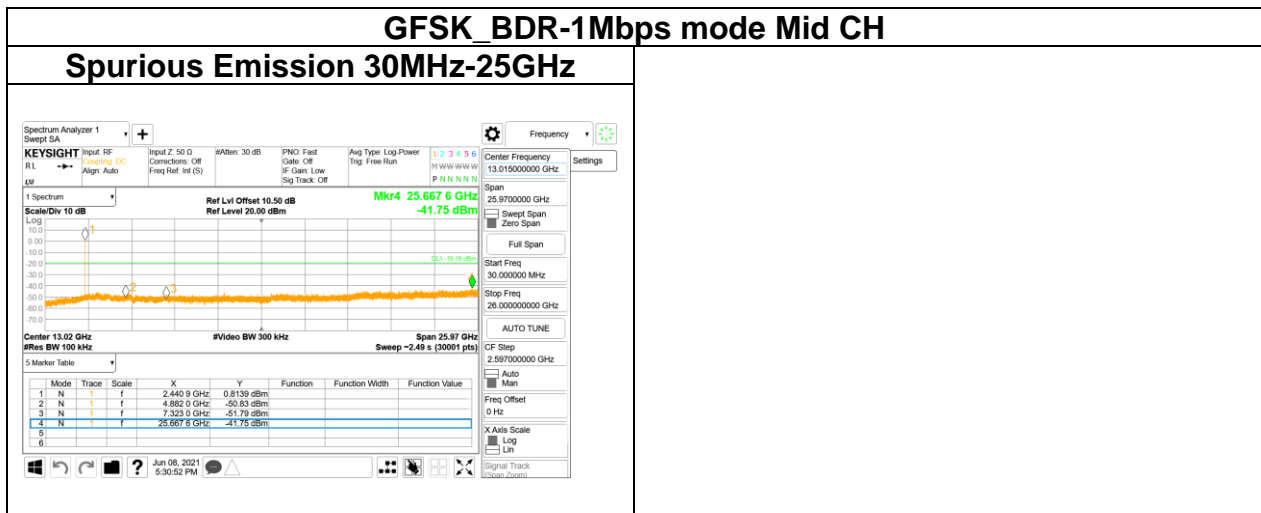 GFSK_BDR-1Mbps mode Mid CH
Spurious Emission 30MHz-25GHz
Spectrum Analyzer 1
Swept SA
+
Frequency
KEYSIGHT
Input: RF
Coupling: DC
Align: Auto
Input Z: 50 Ω
Corrections: Off
Freq Ref: Int (S)
#Atten: 30 dB
PNO: Fast
Gate: Off
IF Gain: Low
Sig Track: Off
Avg Type: Log-Power
Trig: Free Run
1 2 3 4 5 6
M W W W W W
P N N N N N
R L
Center Frequency
13.015000000 GHz
Settings
1 Spectrum
Scale/Div 10 dB
Ref Lvl Offset 10.50 dB
Ref Level 20.00 dBm
Mkr4 25.667 6 GHz
-41.75 dBm
Span
25.9700000 GHz
Swept Span
Zero Span
Full Span
Start Freq
30.000000 MHz
Stop Freq
26.000000000 GHz
AUTO TUNE
CF Step
2.597000000 GHz
Auto
Man
Freq Offset
0 Hz
X Axis Scale
Log
Lin
Signal Track
(Span Zoom)
Log
10.0
0.00
-10.0
-20.0
-30.0
-40.0
-50.0
-60.0
-70.0
1
2
3
DL1 -19.19 dBm
Center 13.02 GHz
#Res BW 100 kHz
#Video BW 300 kHz
Span 25.97 GHz
Sweep ~2.49 s (30001 pts)
5 Marker Table
Mode Trace Scale X Y Function Function Width Function Value
1 N 1 f 2.440 9 GHz 0.8139 dBm
2 N 1 f 4.882 0 GHz -50.83 dBm
3 N 1 f 7.323 0 GHz -51.79 dBm
4 N 1 f 25.667 6 GHz -41.75 dBm
5
6
?
Jun 08, 2021
5:30:52 PM